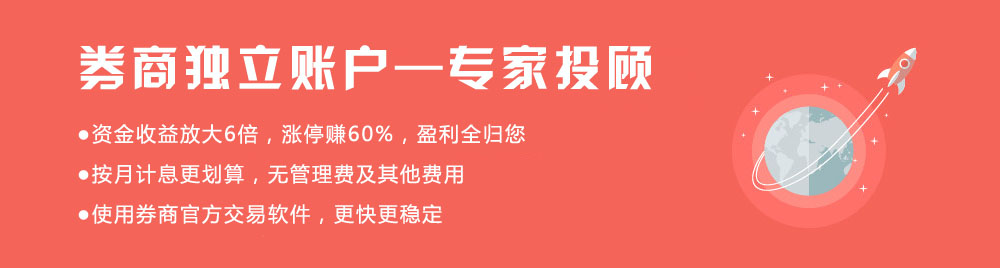 券商独立账户—专家投顾
●资金收益放大6倍，涨停赚60%，盈利全归您
●按月计息更划算，无管理费及其他费用
●使用券商官方交易软件，更快更稳定